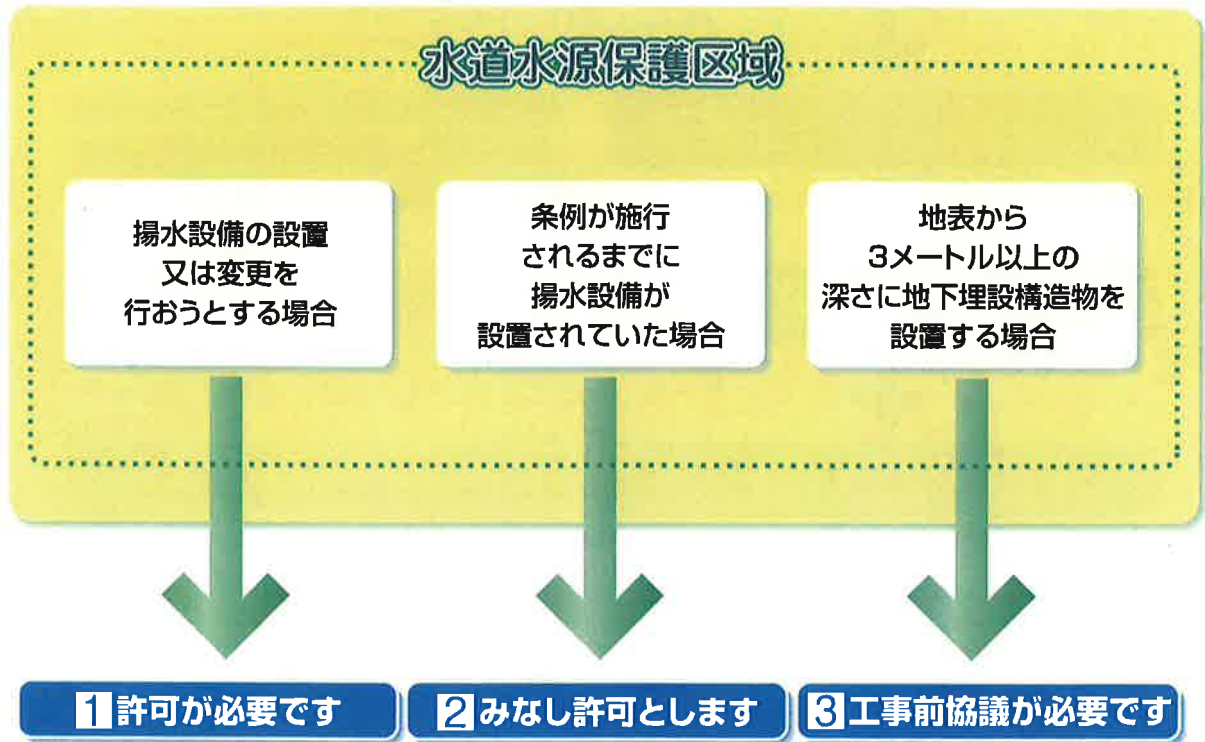 水道水源保護区域
揚水設備の設置
又は変更を
行おうとする場合
条例が施行
されるまでに
揚水設備が
設置されていた場合
地表から
3メートル以上の
深さに地下埋設構造物を
設置する場合
1 許可が必要です
2 みなし許可とします
3 工事前協議が必要です